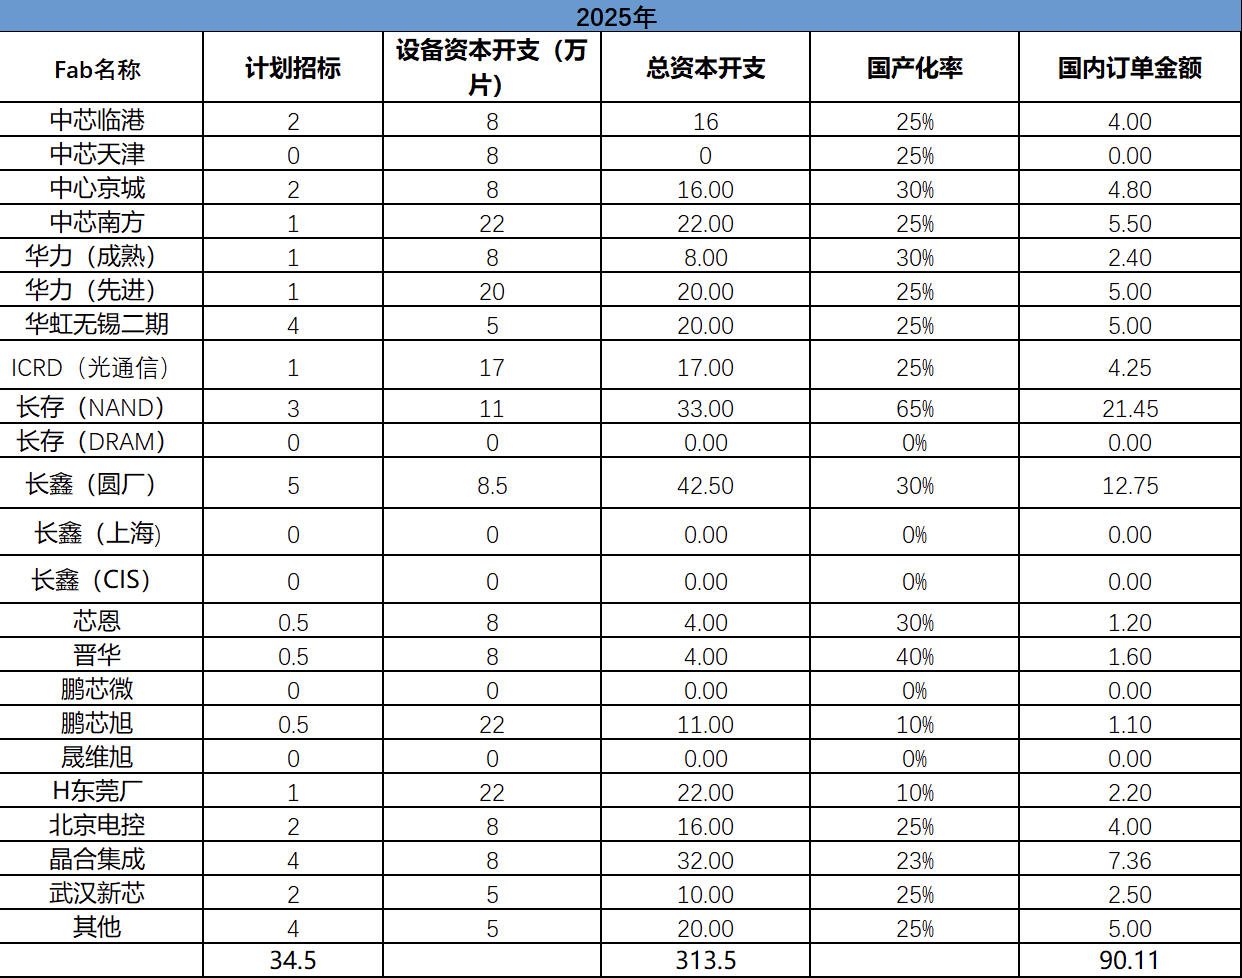 2025年
Fab名称 计划招标 设备资本开支（万片） 总资本开支 国产化率 国内订单金额
中芯临港 2 8 16 25% 4.00
中芯天津 0 8 0 25% 0.00
中心京城 2 8 16.00 30% 4.80
中芯南方 1 22 22.00 25% 5.50
华力（成熟） 1 8 8.00 30% 2.40
华力（先进） 1 20 20.00 25% 5.00
华虹无锡二期 4 5 20.00 25% 5.00
ICRD（光通信） 1 17 17.00 25% 4.25
长存（NAND） 3 11 33.00 65% 21.45
长存（DRAM） 0 0 0.00 0% 0.00
长鑫（圆厂） 5 8.5 42.50 30% 12.75
长鑫（上海) 0 0 0.00 0% 0.00
长鑫（CIS） 0 0 0.00 0% 0.00
芯恩 0.5 8 4.00 30% 1.20
晋华 0.5 8 4.00 40% 1.60
鹏芯微 0 0 0.00 0% 0.00
鹏芯旭 0.5 22 11.00 10% 1.10
晟维旭 0 0 0.00 0% 0.00
H东莞厂 1 22 22.00 10% 2.20
北京电控 2 8 16.00 25% 4.00
晶合集成 4 8 32.00 23% 7.36
武汉新芯 2 5 10.00 25% 2.50
其他 4 5 20.00 25% 5.00
34.5 313.5 90.11